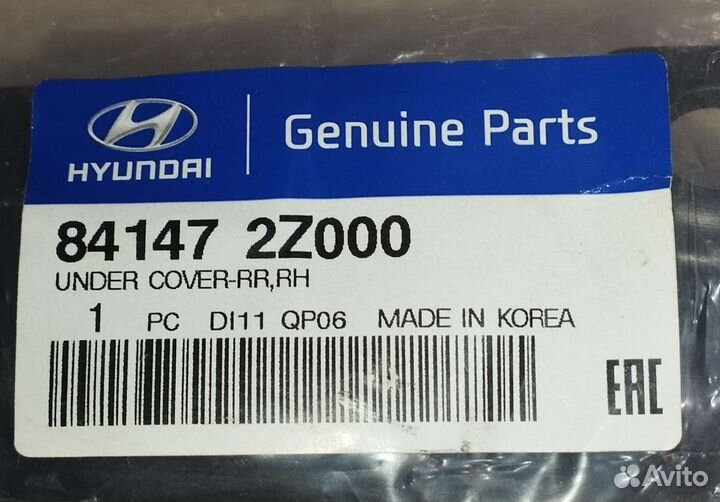 HYUNDAI
Genuine Parts
84147 2Z000
UNDER COVER-RR,RH
1 PC DI11 QP06 MADE IN KOREA
EAC
Avito